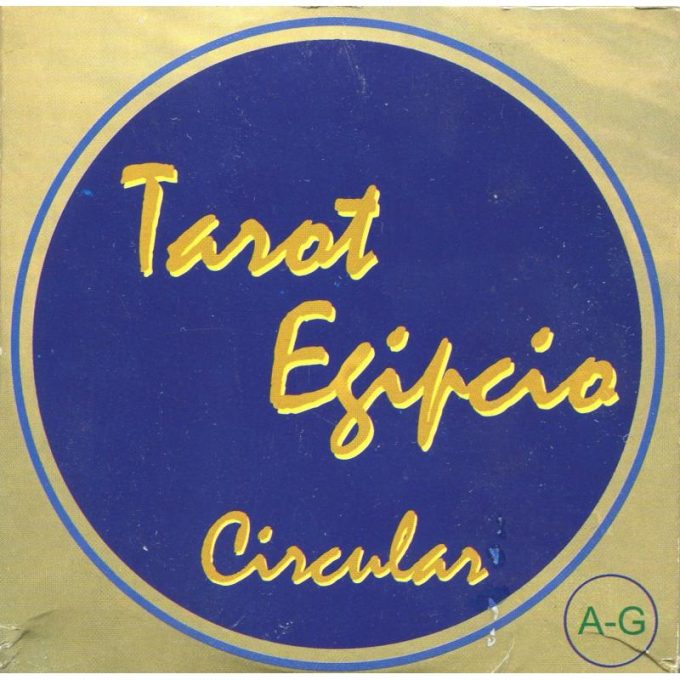 Tarot
Egipcio
Circular
A-G